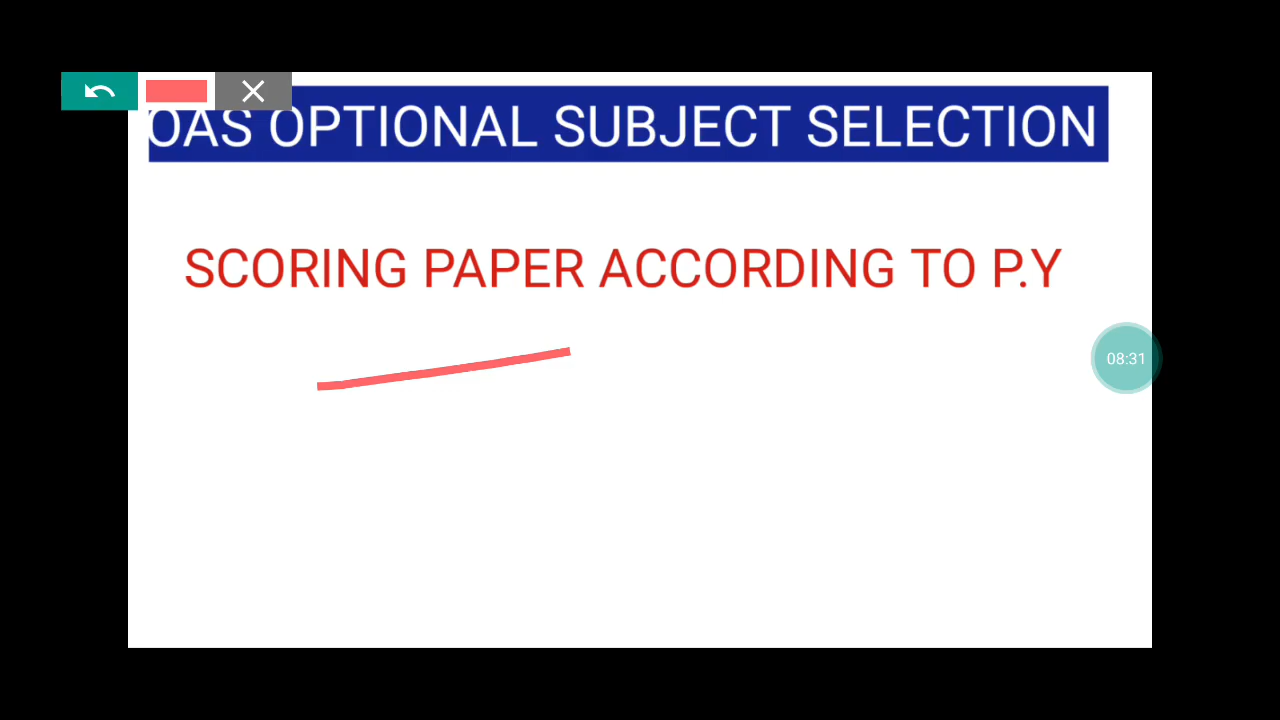 OAS OPTIONAL SUBJECT SELECTION
SCORING PAPER ACCORDING TO P.Y
08:31